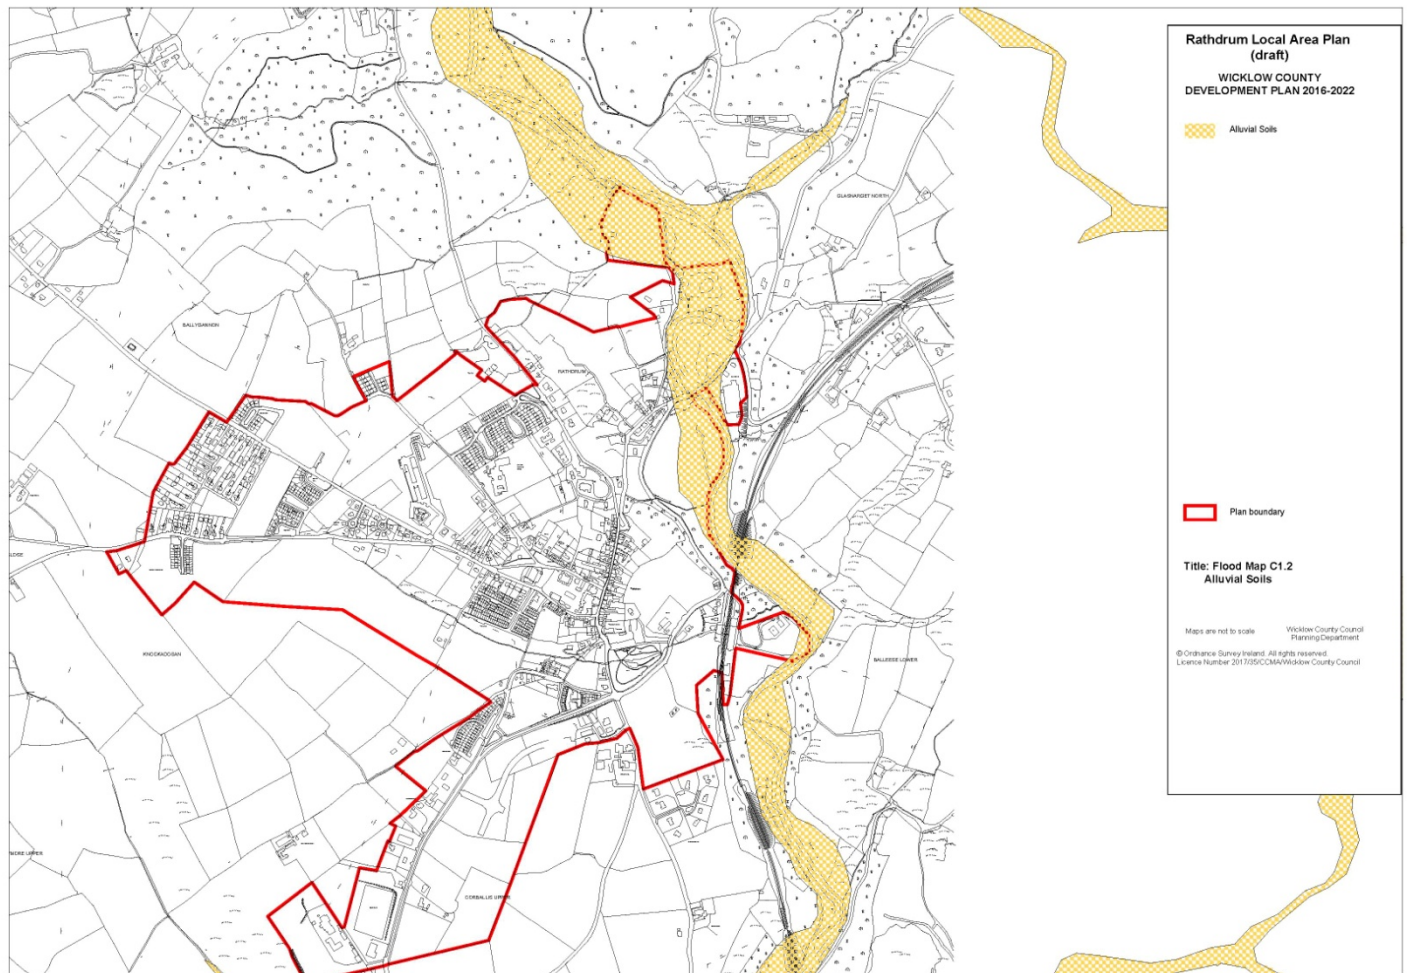 Rathdrum Local Area Plan
(draft)
WICKLOW COUNTY
DEVELOPMENT PLAN 2016-2022
Alluvial Soils
GLASNARGET NORTH
BALLYGANNON
RATHDRUM
Plan boundary
Title: Flood Map C1.2
Alluvial Soils
Maps are not to scale
Wicklow County Council
Planning Department
© Ordnance Survey Ireland. All rights reserved.
Licence Number 2017/35/CCMA/Wicklow County Council
KNOCKADOSAN
BALLEESE LOWER
CORBALLIS UPPER